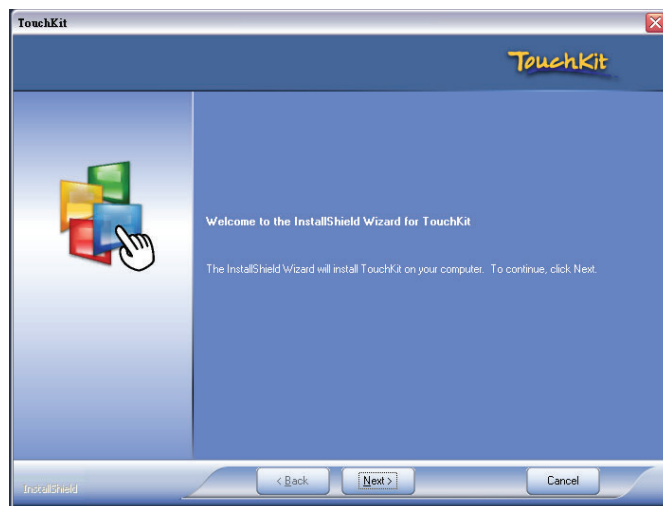 TouchKit
TouchKit
Welcome to the InstallShield Wizard for TouchKit
The InstallShield Wizard will install TouchKit on your computer. To continue, click Next.
InstallShield
< Back
Next >
Cancel